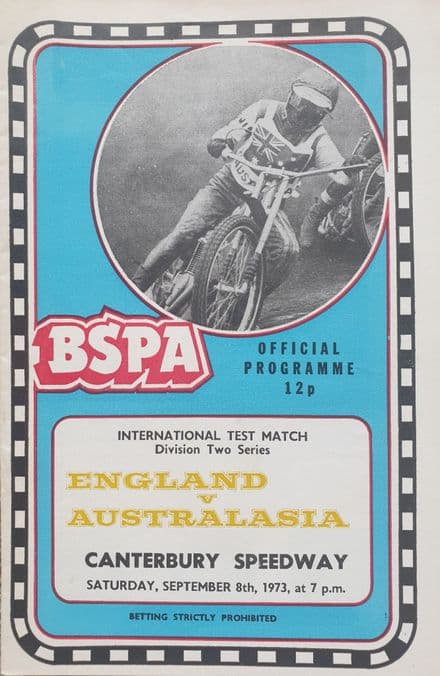 AUST
BSPA
OFFICIAL
PROGRAMME
12p
INTERNATIONAL TEST MATCH
Division Two Series
ENGLAND
v
AUSTRALASIA
CANTERBURY SPEEDWAY
SATURDAY, SEPTEMBER 8th, 1973, at 7 p.m.
BETTING STRICTLY PROHIBITED